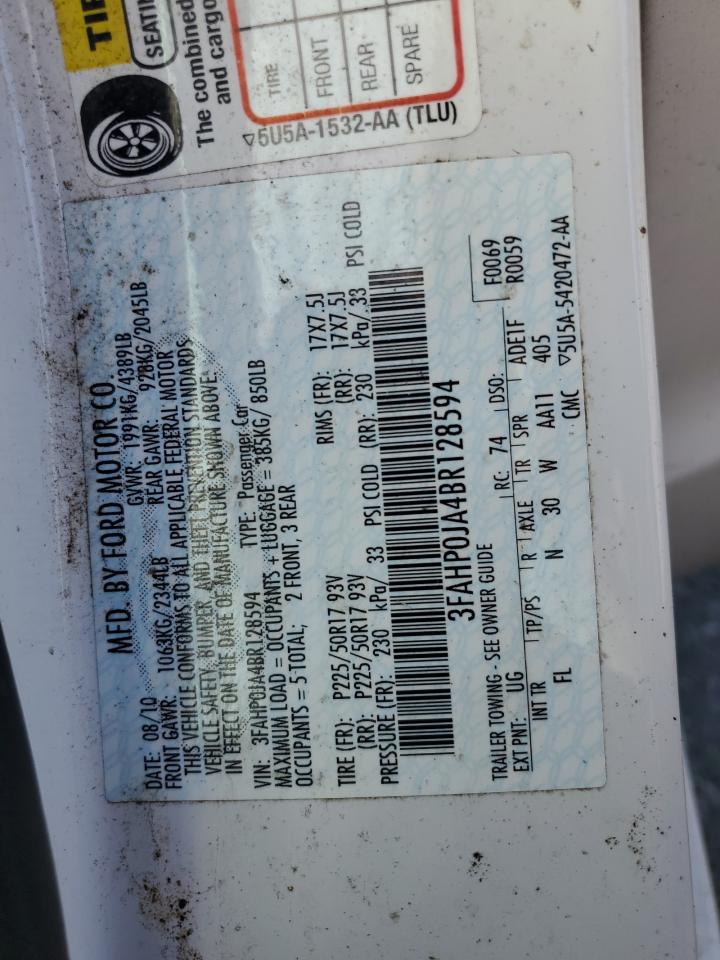 TIR
SEATIN
The combined
and cargo
TIRE
FRONT
REAR
SPARE
▽5U5A-1532-AA (TLU)
MFD. BY FORD MOTOR CO.
DATE: 08/10 GVWR: 1991KG/4389LB
FRONT GAWR: 1063KG/2344LB REAR GAWR: 928KG/2045LB
THIS VEHICLE CONFORMS TO ALL APPLICABLE FEDERAL MOTOR
VEHICLE SAFETY, BUMPER, AND THEFT PREVENTION STANDARDS
IN EFFECT ON THE DATE OF MANUFACTURE SHOWN ABOVE.
VIN: 3FAHP0JA4BR128594 TYPE: Passenger Car
MAXIMUM LOAD = OCCUPANTS + LUGGAGE = 385KG/ 850LB
OCCUPANTS = 5 TOTAL; 2 FRONT, 3 REAR
TIRE (FR): P225/50R17 93V RIMS (FR): 17X7.5J
(RR): P225/50R17 93V (RR): 17X7.5J
PRESSURE (FR): 230 kPa/ 33 PSI COLD (RR): 230 kPa/ 33 PSI COLD
3FAHP0JA4BR128594
TRAILER TOWING - SEE OWNER GUIDE F0069
EXT PNT: UG RC: 74 DSO: R0059
INT TR TP/PS R AXLE TR SPR ADE1F
FL N 30 W AA11 405
CMC ▽5U5A-5420472-AA